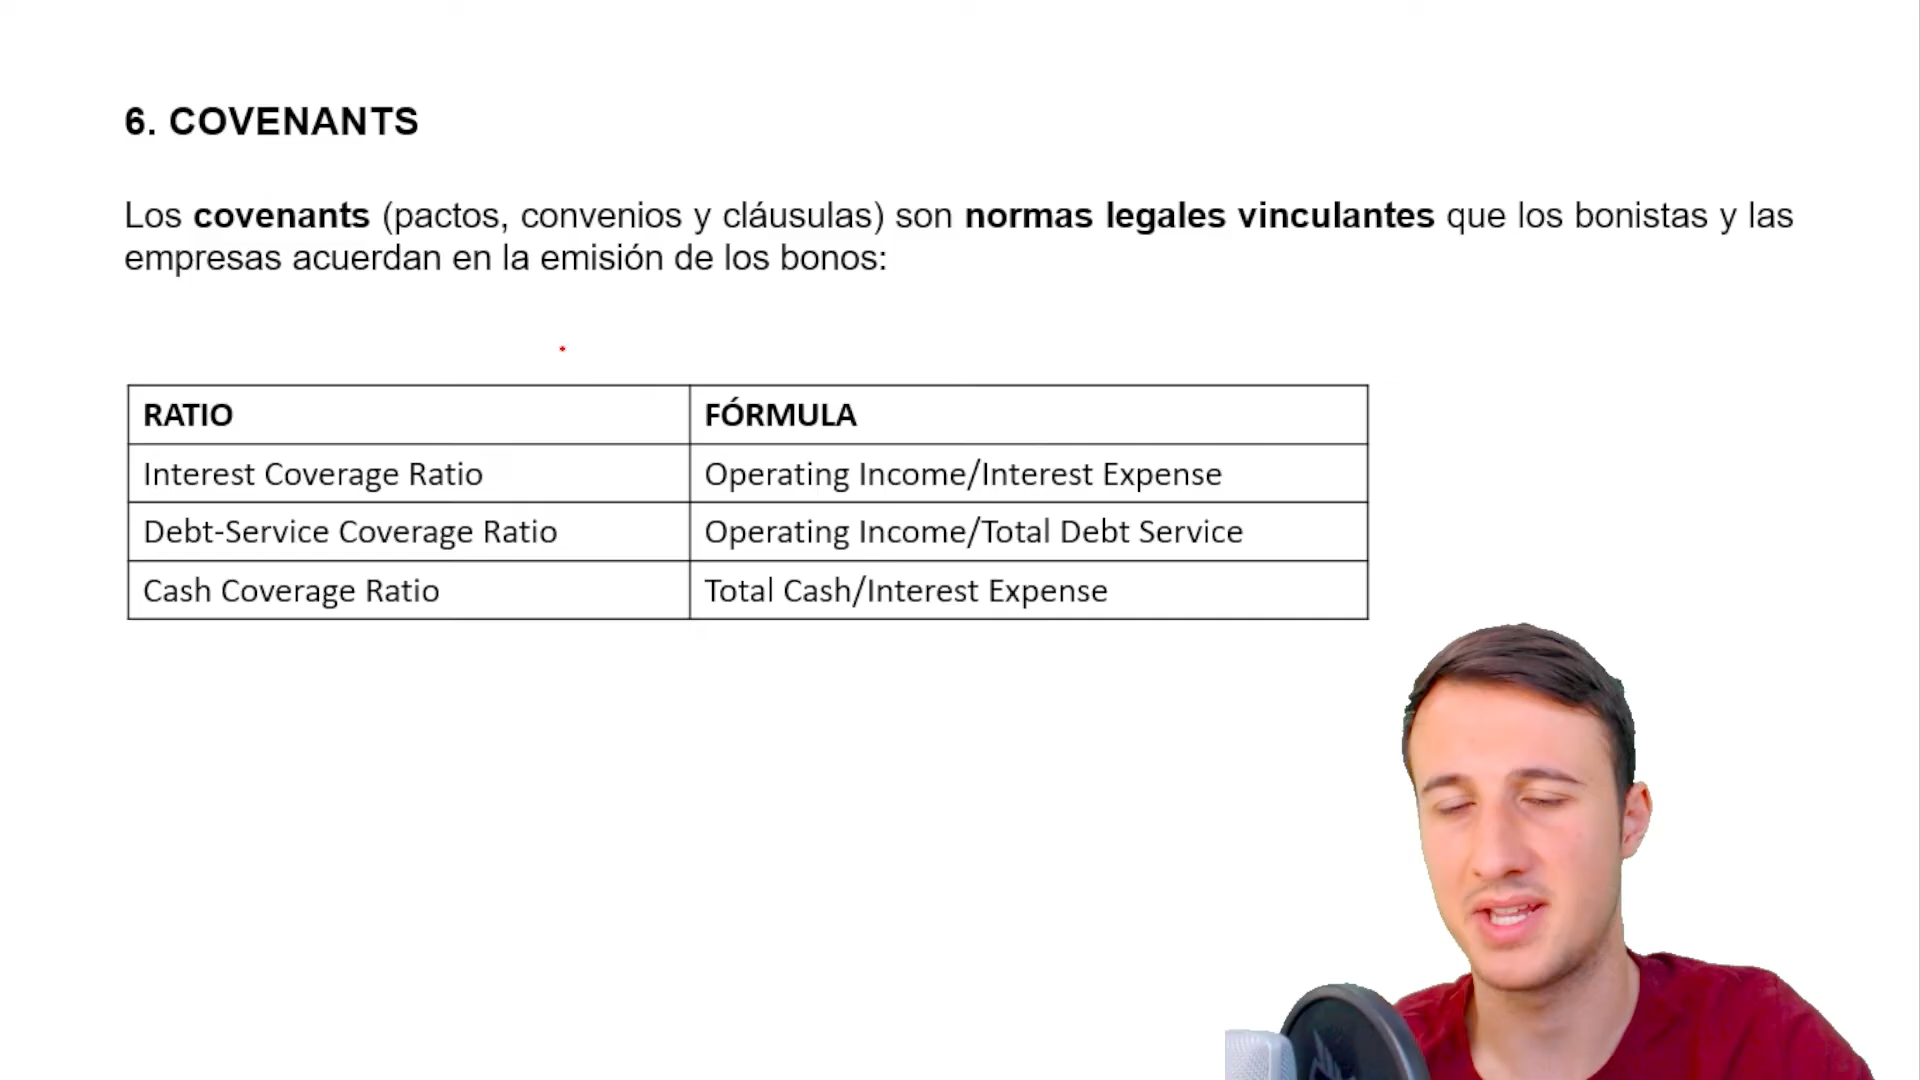 6. COVENANTS
Los covenants (pactos, convenios y cláusulas) son normas legales vinculantes que los bonistas y las
empresas acuerdan en la emisión de los bonos:
RATIO FÓRMULA
Interest Coverage Ratio Operating Income/Interest Expense
Debt-Service Coverage Ratio Operating Income/Total Debt Service
Cash Coverage Ratio Total Cash/Interest Expense